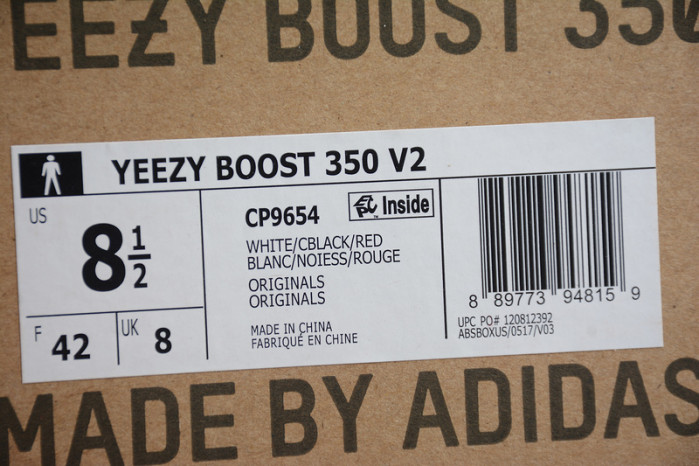 YEEZY BOOST 350
YEEZY BOOST 350 V2
US
8 1/2
F 42
UK 8
CP9654
Inside
WHITE/CBLACK/RED
BLANC/NOIESS/ROUGE
ORIGINALS
ORIGINALS
MADE IN CHINA
FABRIQUÉ EN CHINE
8 89773 94815 9
UPC PO# 120812392
ABSBOXUS/0517/V03
MADE BY ADIDAS